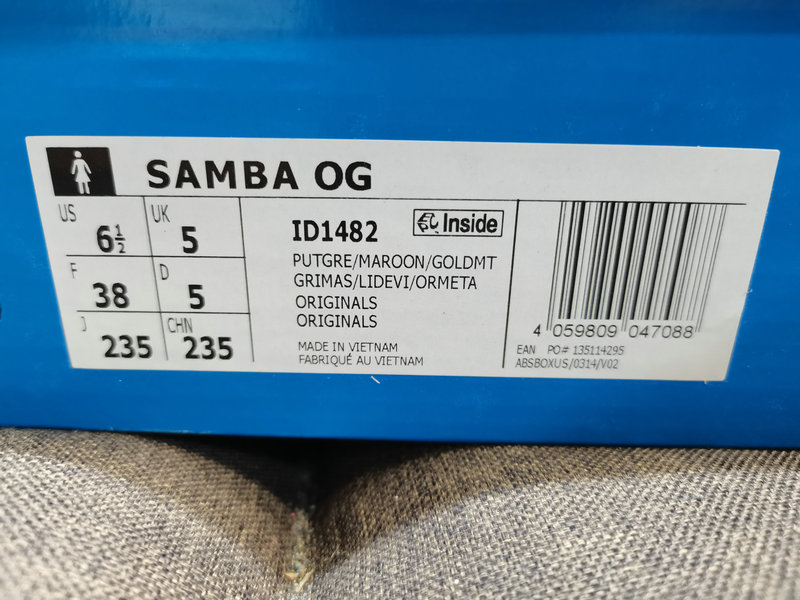 SAMBA OG
US 6½ UK 5
F 38 D 5
J 235 CHN 235
ID1482 Inside
PUTGRE/MAROON/GOLDMT
GRIMAS/LIDEVI/ORMETA
ORIGINALS
ORIGINALS
MADE IN VIETNAM
FABRIQUÉ AU VIETNAM
4 059809 047088
EAN PO# 135114295
ABSBOXUS/0314/V02